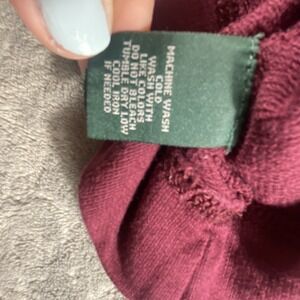 MACHINE WASH
COLD
WASH WITH
LIKE COLORS
DO NOT BLEACH
TUMBLE DRY LOW
COOL IRON
IF NEEDED